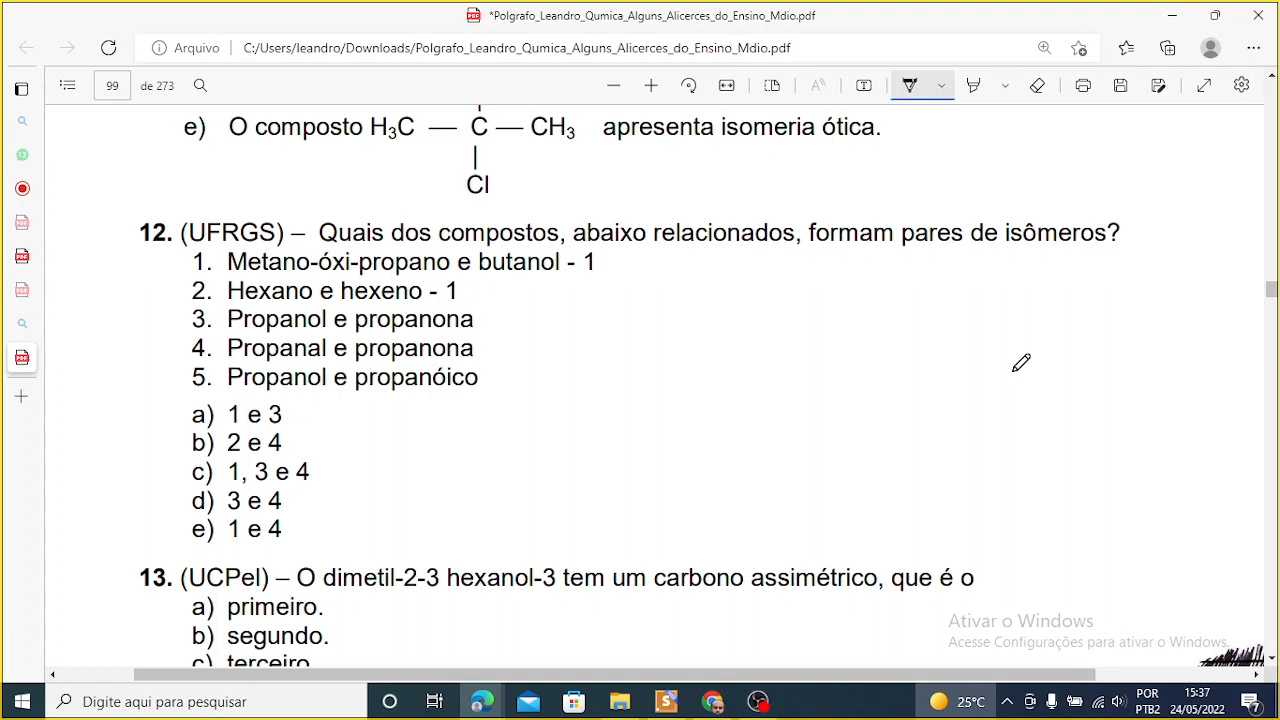 *Polgrafo_Leandro_Qumica_Alguns_Alicerces_do_Ensino_Mdio.pdf
Arquivo
C:/Users/leandro/Downloads/Polgrafo_Leandro_Qumica_Alguns_Alicerces_do_Ensino_Mdio.pdf
99 de 273
e) O composto H₃C — C — CH₃ apresenta isomeria ótica.
|
Cl
12. (UFRGS) – Quais dos compostos, abaixo relacionados, formam pares de isômeros?
1. Metano-óxi-propano e butanol - 1
2. Hexano e hexeno - 1
3. Propanol e propanona
4. Propanal e propanona
5. Propanol e propanóico
a) 1 e 3
b) 2 e 4
c) 1, 3 e 4
d) 3 e 4
e) 1 e 4
13. (UCPel) – O dimetil-2-3 hexanol-3 tem um carbono assimétrico, que é o
a) primeiro.
b) segundo.
c) terceiro
Ativar o Windows
Acesse Configurações para ativar o Windows.
Digite aqui para pesquisar
25°C
POR
PTB2
15:37
24/05/2022
7